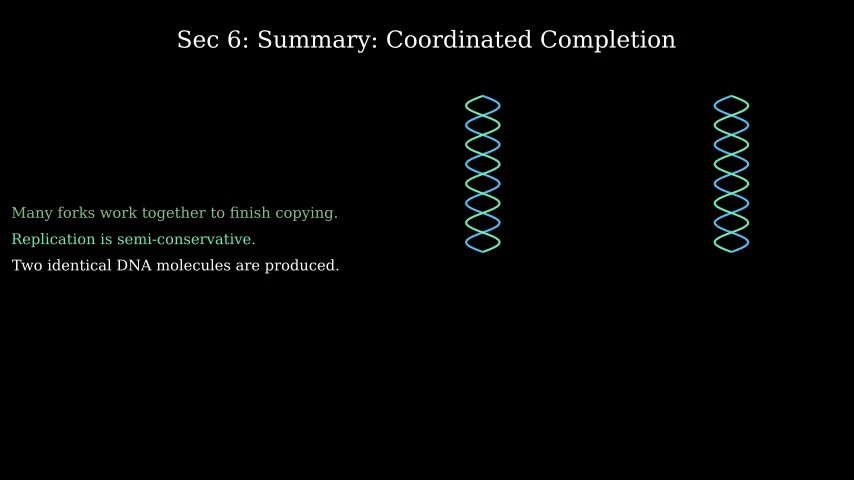 Sec 6: Summary: Coordinated Completion
Many forks work together to finish copying.
Replication is semi-conservative.
Two identical DNA molecules are produced.